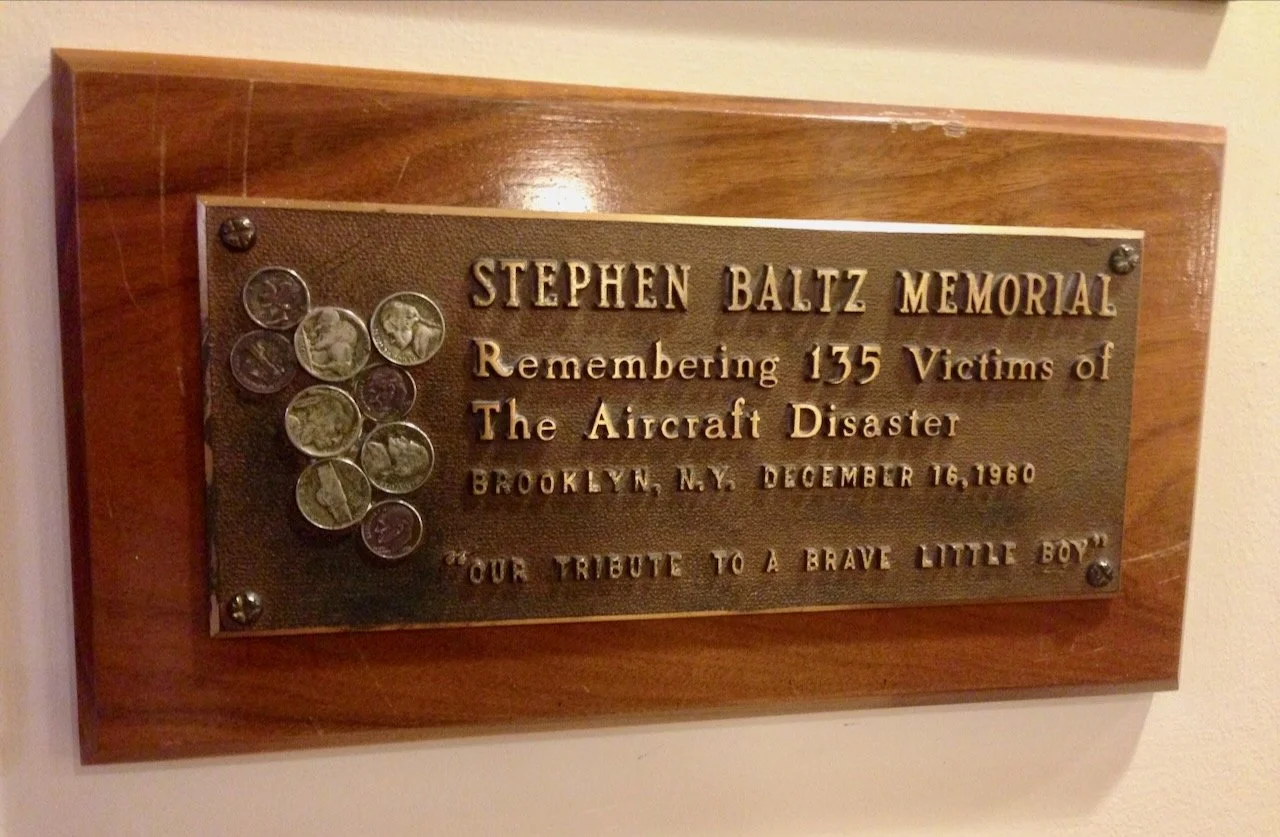 STEPHEN BALTZ MEMORIAL
Remembering 135 Victims of
The Aircraft Disaster
BROOKLYN, N.Y. DECEMBER 16, 1960
"OUR TRIBUTE TO A BRAVE LITTLE BOY"